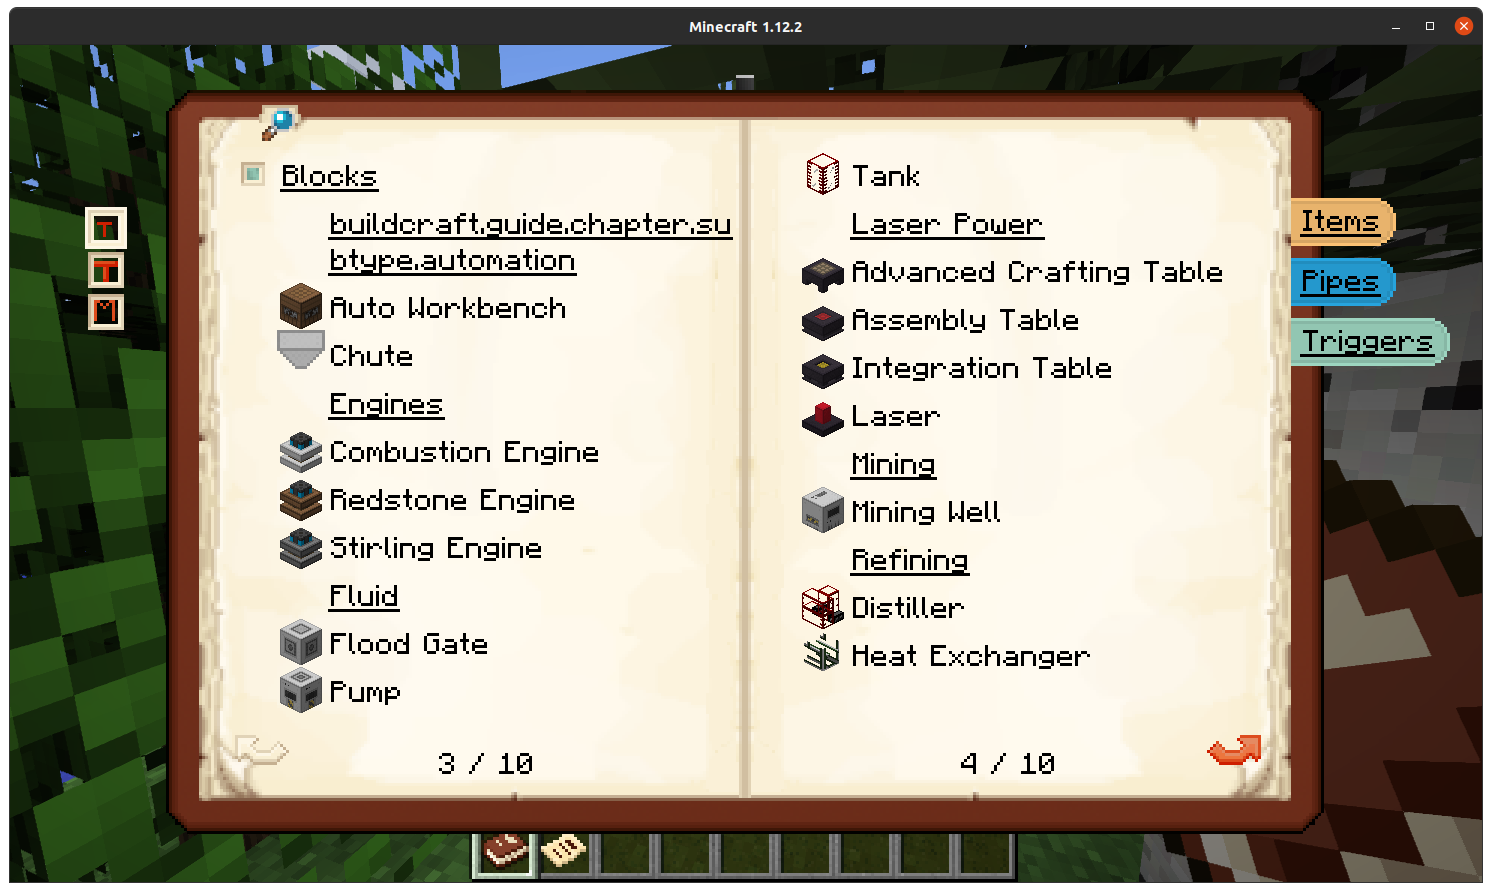 Minecraft 1.12.2
Blocks
buildcraft.guide.chapter.su
btype.automation
Auto Workbench
Chute
Engines
Combustion Engine
Redstone Engine
Stirling Engine
Fluid
Flood Gate
Pump
3 / 10
Tank
Laser Power
Advanced Crafting Table
Assembly Table
Integration Table
Laser
Mining
Mining Well
Refining
Distiller
Heat Exchanger
4 / 10
Items
Pipes
Triggers
T
T
M